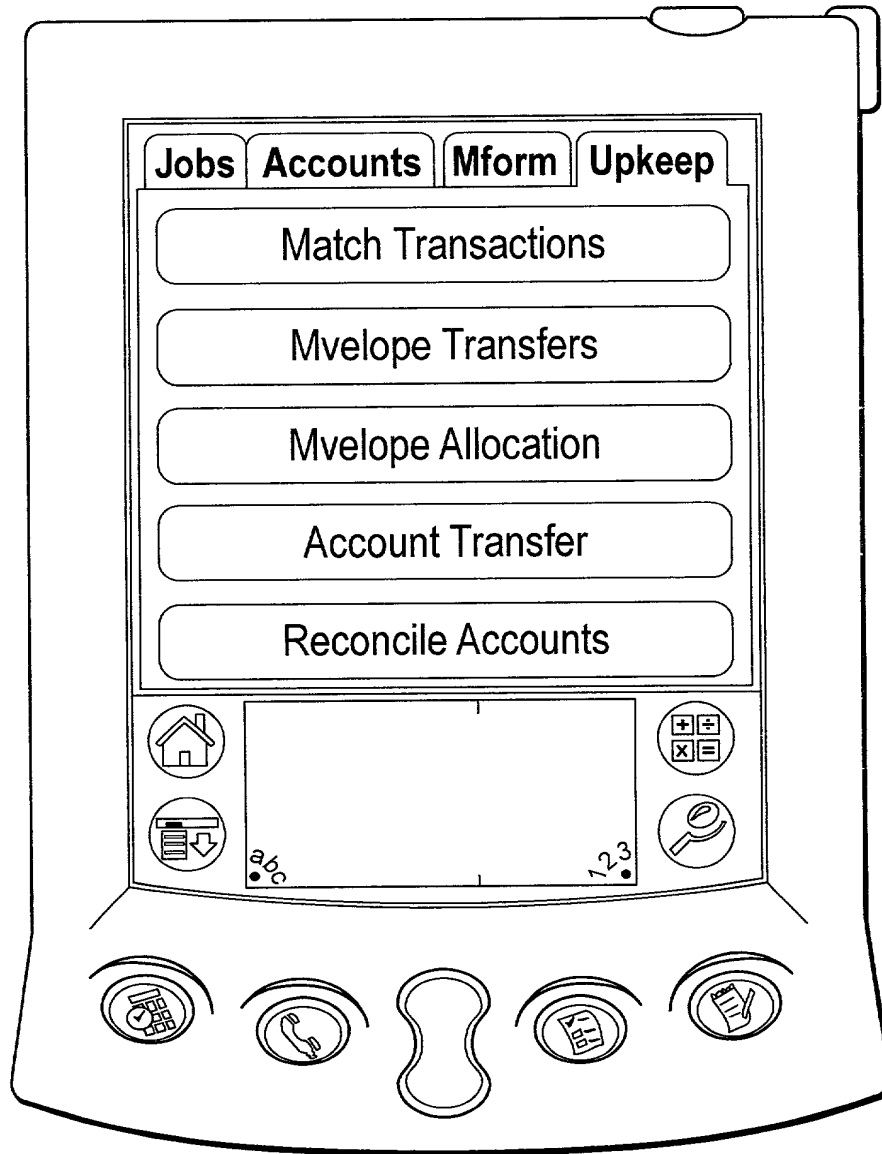 Jobs Accounts Mform Upkeep
Match Transactions
Mvelope Transfers
Mvelope Allocation
Account Transfer
Reconcile Accounts
+ ÷
x =
abc 123